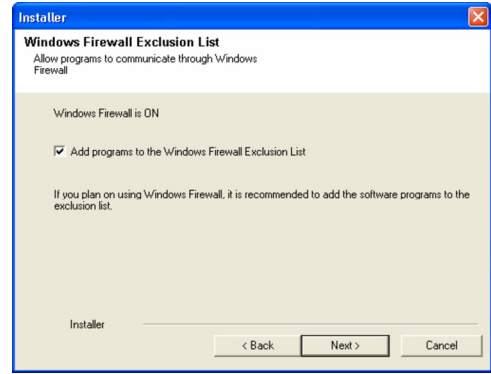 Installer
Windows Firewall Exclusion List
Allow programs to communicate through Windows
Firewall
Windows Firewall is ON
Add programs to the Windows Firewall Exclusion List
If you plan on using Windows Firewall, it is recommended to add the software programs to the
exclusion list.
Installer
< Back
Next >
Cancel